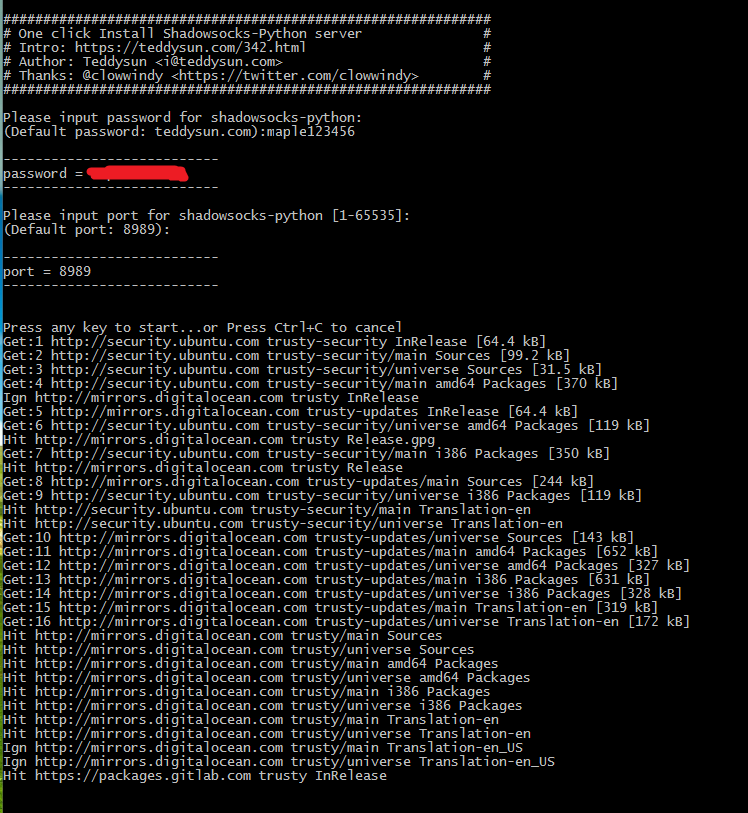 #############################################################
# One click Install Shadowsocks-Python server               #
# Intro: https://teddysun.com/342.html                      #
# Author: Teddysun <i@teddysun.com>                         #
# Thanks: @clowwindy <https://twitter.com/clowwindy>        #
#############################################################
Please input password for shadowsocks-python:
(Default password: teddysun.com):maple123456
---------------------------
password =
---------------------------
Please input port for shadowsocks-python [1-65535]:
(Default port: 8989):
---------------------------
port = 8989
---------------------------
Press any key to start...or Press Ctrl+C to cancel
Get:1 http://security.ubuntu.com trusty-security InRelease [64.4 kB]
Get:2 http://security.ubuntu.com trusty-security/main Sources [99.2 kB]
Get:3 http://security.ubuntu.com trusty-security/universe Sources [31.5 kB]
Get:4 http://security.ubuntu.com trusty-security/main amd64 Packages [370 kB]
Ign http://mirrors.digitalocean.com trusty InRelease
Get:5 http://mirrors.digitalocean.com trusty-updates InRelease [64.4 kB]
Get:6 http://security.ubuntu.com trusty-security/universe amd64 Packages [119 kB]
Hit http://mirrors.digitalocean.com trusty Release.gpg
Get:7 http://security.ubuntu.com trusty-security/main i386 Packages [350 kB]
Hit http://mirrors.digitalocean.com trusty Release
Get:8 http://mirrors.digitalocean.com trusty-updates/main Sources [244 kB]
Get:9 http://security.ubuntu.com trusty-security/universe i386 Packages [119 kB]
Hit http://security.ubuntu.com trusty-security/main Translation-en
Hit http://security.ubuntu.com trusty-security/universe Translation-en
Get:10 http://mirrors.digitalocean.com trusty-updates/universe Sources [143 kB]
Get:11 http://mirrors.digitalocean.com trusty-updates/main amd64 Packages [652 kB]
Get:12 http://mirrors.digitalocean.com trusty-updates/universe amd64 Packages [327 kB]
Get:13 http://mirrors.digitalocean.com trusty-updates/main i386 Packages [631 kB]
Get:14 http://mirrors.digitalocean.com trusty-updates/universe i386 Packages [328 kB]
Get:15 http://mirrors.digitalocean.com trusty-updates/main Translation-en [319 kB]
Get:16 http://mirrors.digitalocean.com trusty-updates/universe Translation-en [172 kB]
Hit http://mirrors.digitalocean.com trusty/main Sources
Hit http://mirrors.digitalocean.com trusty/universe Sources
Hit http://mirrors.digitalocean.com trusty/main amd64 Packages
Hit http://mirrors.digitalocean.com trusty/universe amd64 Packages
Hit http://mirrors.digitalocean.com trusty/main i386 Packages
Hit http://mirrors.digitalocean.com trusty/universe i386 Packages
Hit http://mirrors.digitalocean.com trusty/main Translation-en
Hit http://mirrors.digitalocean.com trusty/universe Translation-en
Ign http://mirrors.digitalocean.com trusty/main Translation-en_US
Ign http://mirrors.digitalocean.com trusty/universe Translation-en_US
Hit https://packages.gitlab.com trusty InRelease